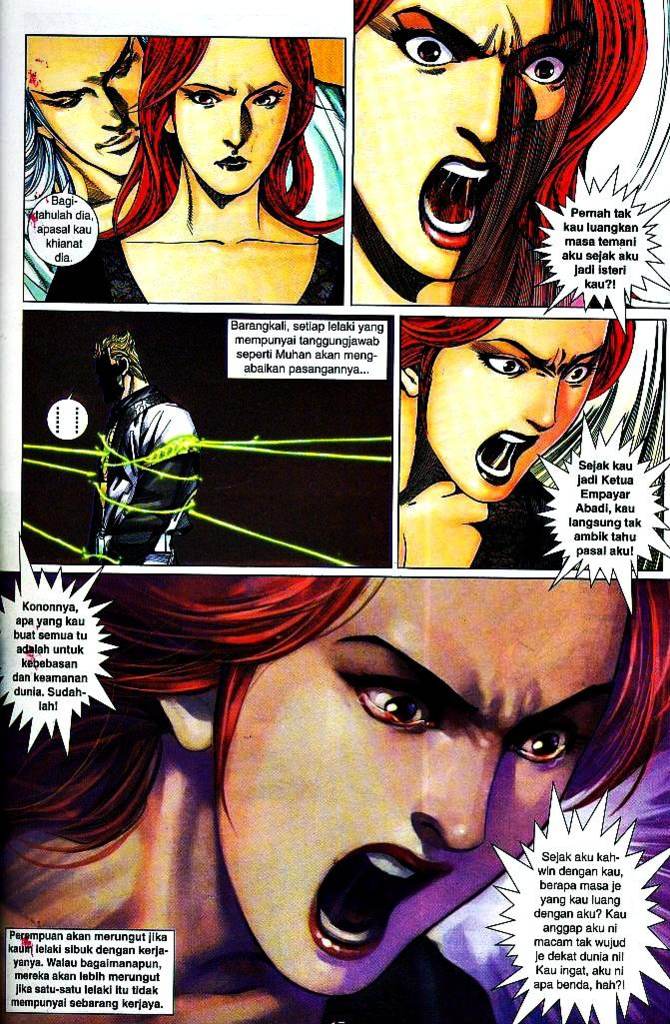 Bagi-
tahulah dia,
apasal kau
khianat
dia.
Pernah tak
kau luangkan
masa temani
aku sejak aku
jadi isteri
kau?!
Barangkali, setiap lelaki yang
mempunyai tanggungjawab
seperti Muhan akan meng-
abaikan pasangannya...
Sejak kau
jadi Ketua
Empayar
Abadi, kau
langsung tak
ambik tahu
pasal aku!
Kononnya,
apa yang kau
buat semua tu
adalah untuk
kebebasan
dan keamanan
dunia. Sudah-
lah!
Sejak aku kah-
win dengan kau,
berapa masa je
yang kau luang
dengan aku? Kau
anggap aku ni
macam tak wujud
je dekat dunia ni!
Kau ingat, aku ni
apa benda, hah?!
Perempuan akan merungut jika
kaum lelaki sibuk dengan kerja-
yanya. Walau bagaimanapun,
mereka akan lebih merungut
jika satu-satu lelaki itu tidak
mempunyai sebarang kerjaya.